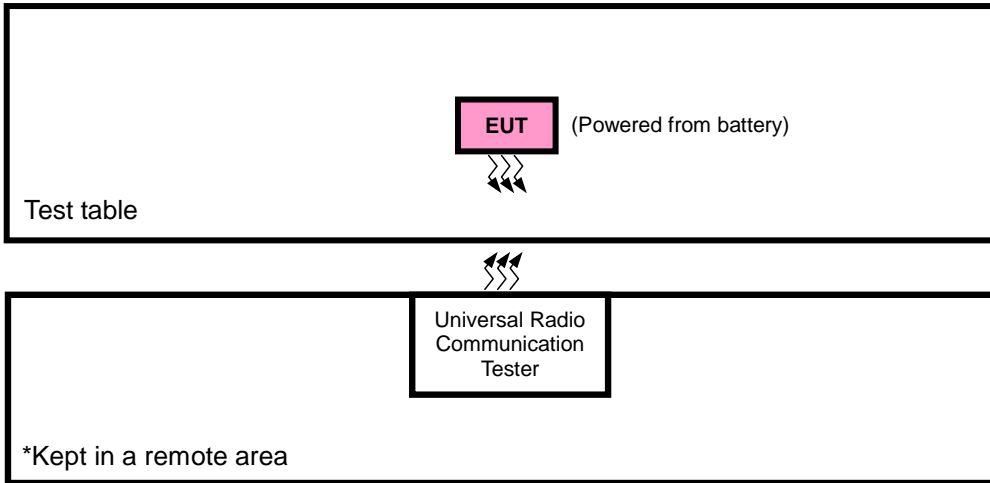 EUT
(Powered from battery)
Test table
Universal Radio
Communication
Tester
*Kept in a remote area